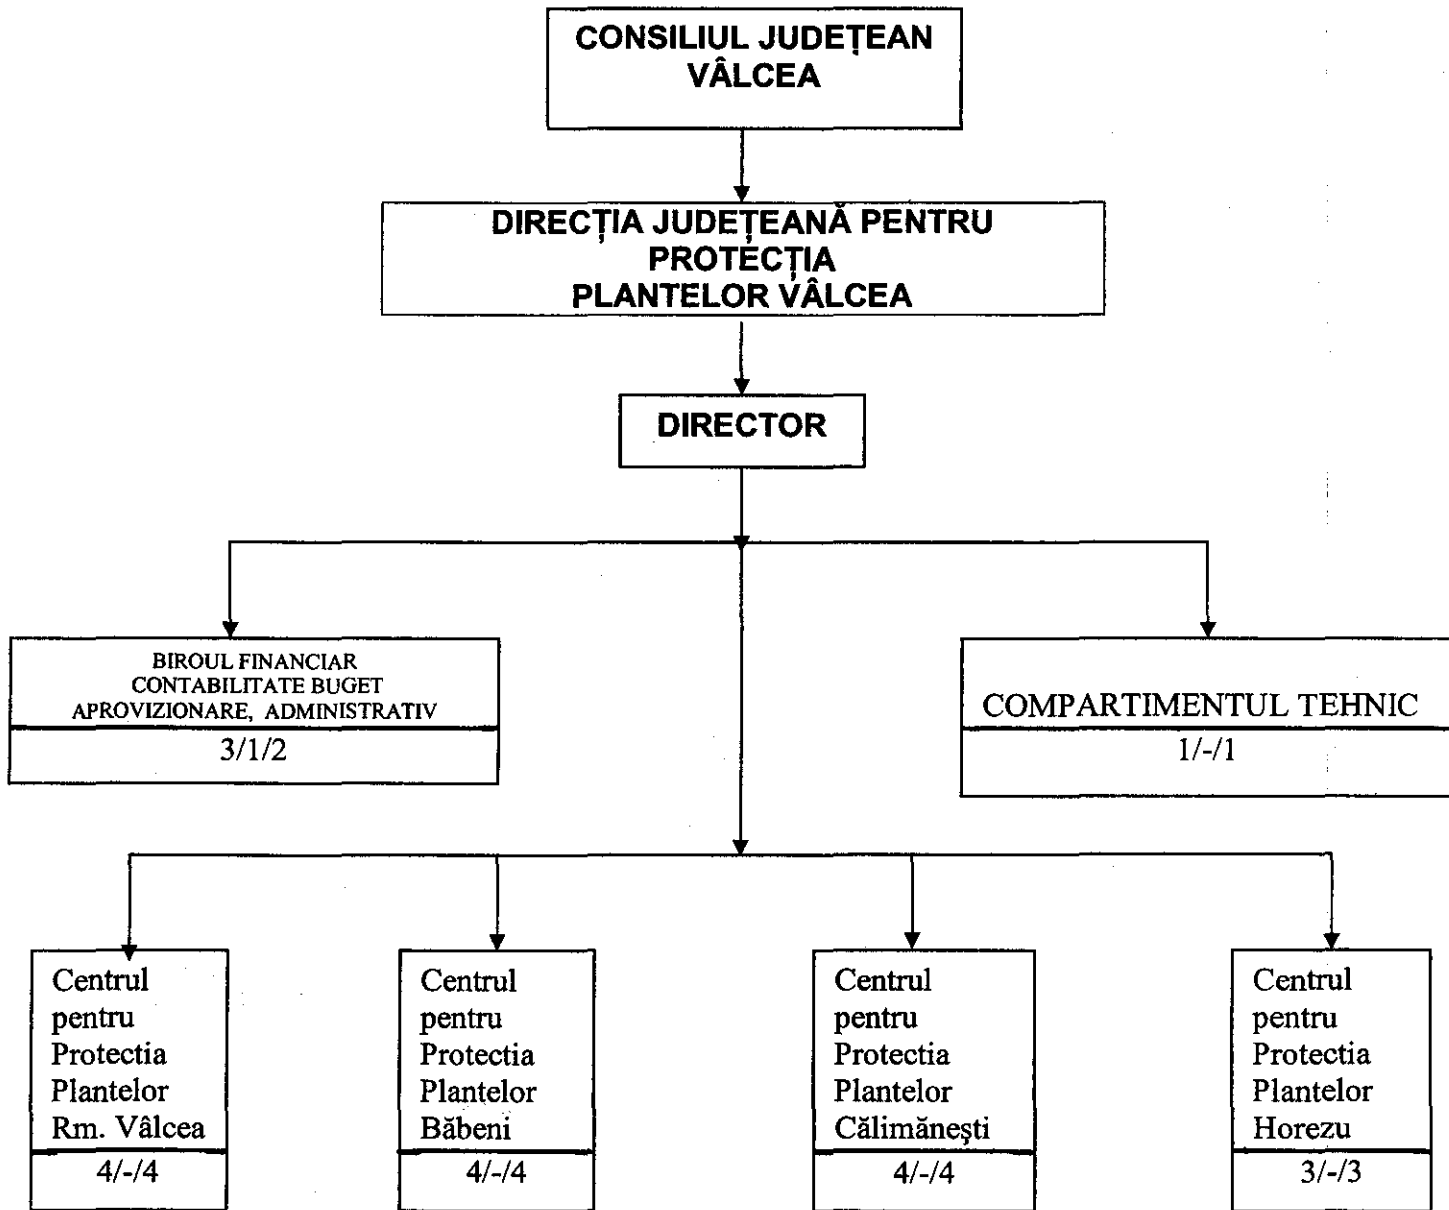 CONSILIUL JUDEȚEAN
VÂLCEA
DIRECȚIA JUDEȚEANĂ PENTRU
PROTECȚIA
PLANTELOR VÂLCEA
DIRECTOR
BIROUL FINANCIAR
CONTABILITATE BUGET
APROVIZIONARE, ADMINISTRATIV
3/1/2
COMPARTIMENTUL TEHNIC
1/-/1
Centrul
pentru
Protectia
Plantelor
Rm. Vâlcea
4/-/4
Centrul
pentru
Protectia
Plantelor
Băbeni
4/-/4
Centrul
pentru
Protectia
Plantelor
Călimăneşti
4/-/4
Centrul
pentru
Protectia
Plantelor
Horezu
3/-/3